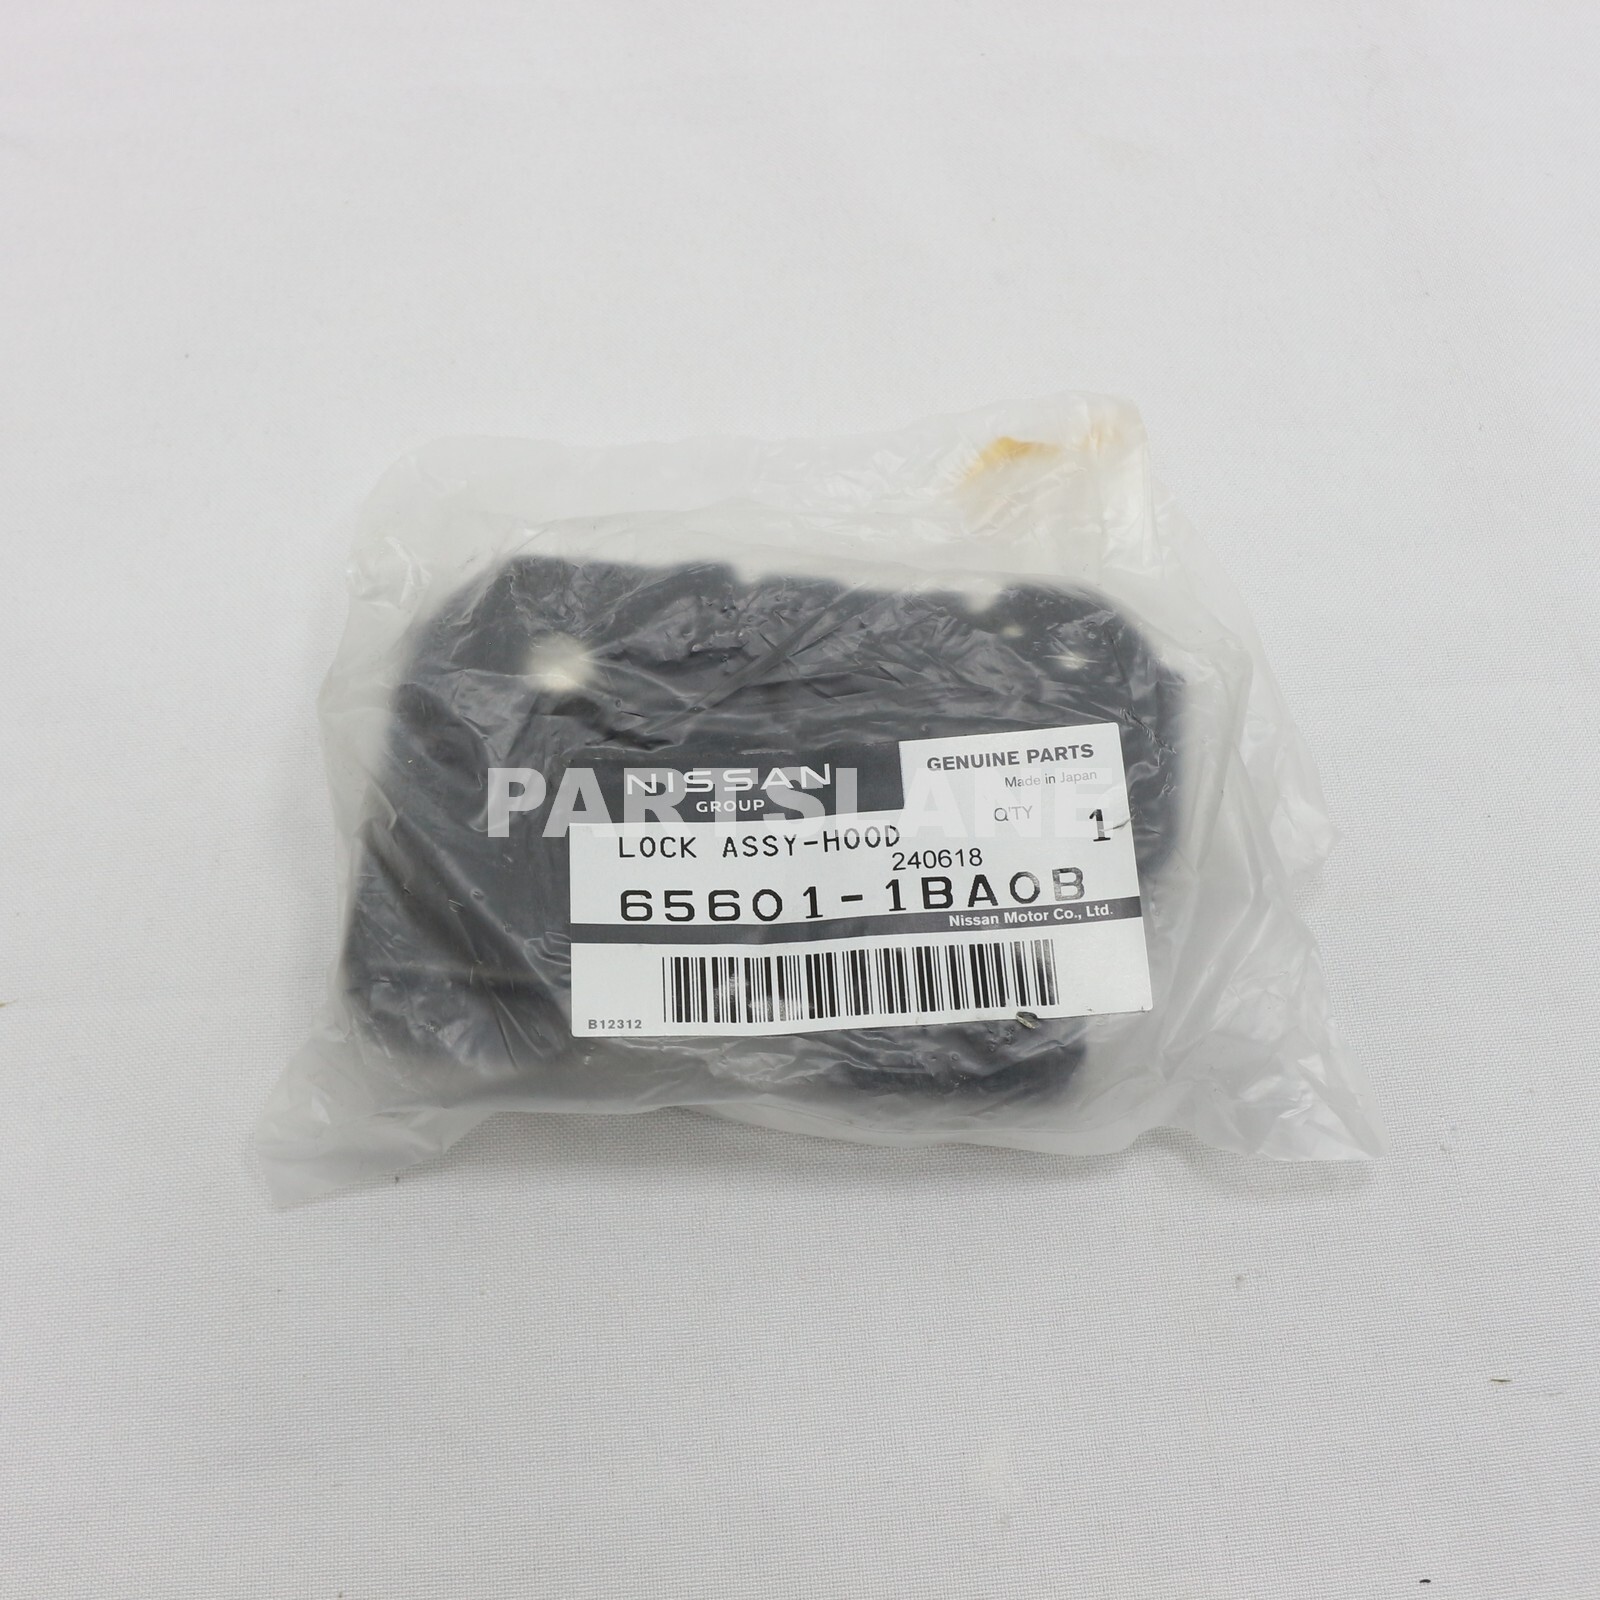 NISSAN
GROUP
GENUINE PARTS
Made in Japan
Q'TY 1
LOCK ASSY-HOOD
240618
65601-1BA0B
Nissan Motor Co., Ltd.
B12312
PARTSLANE